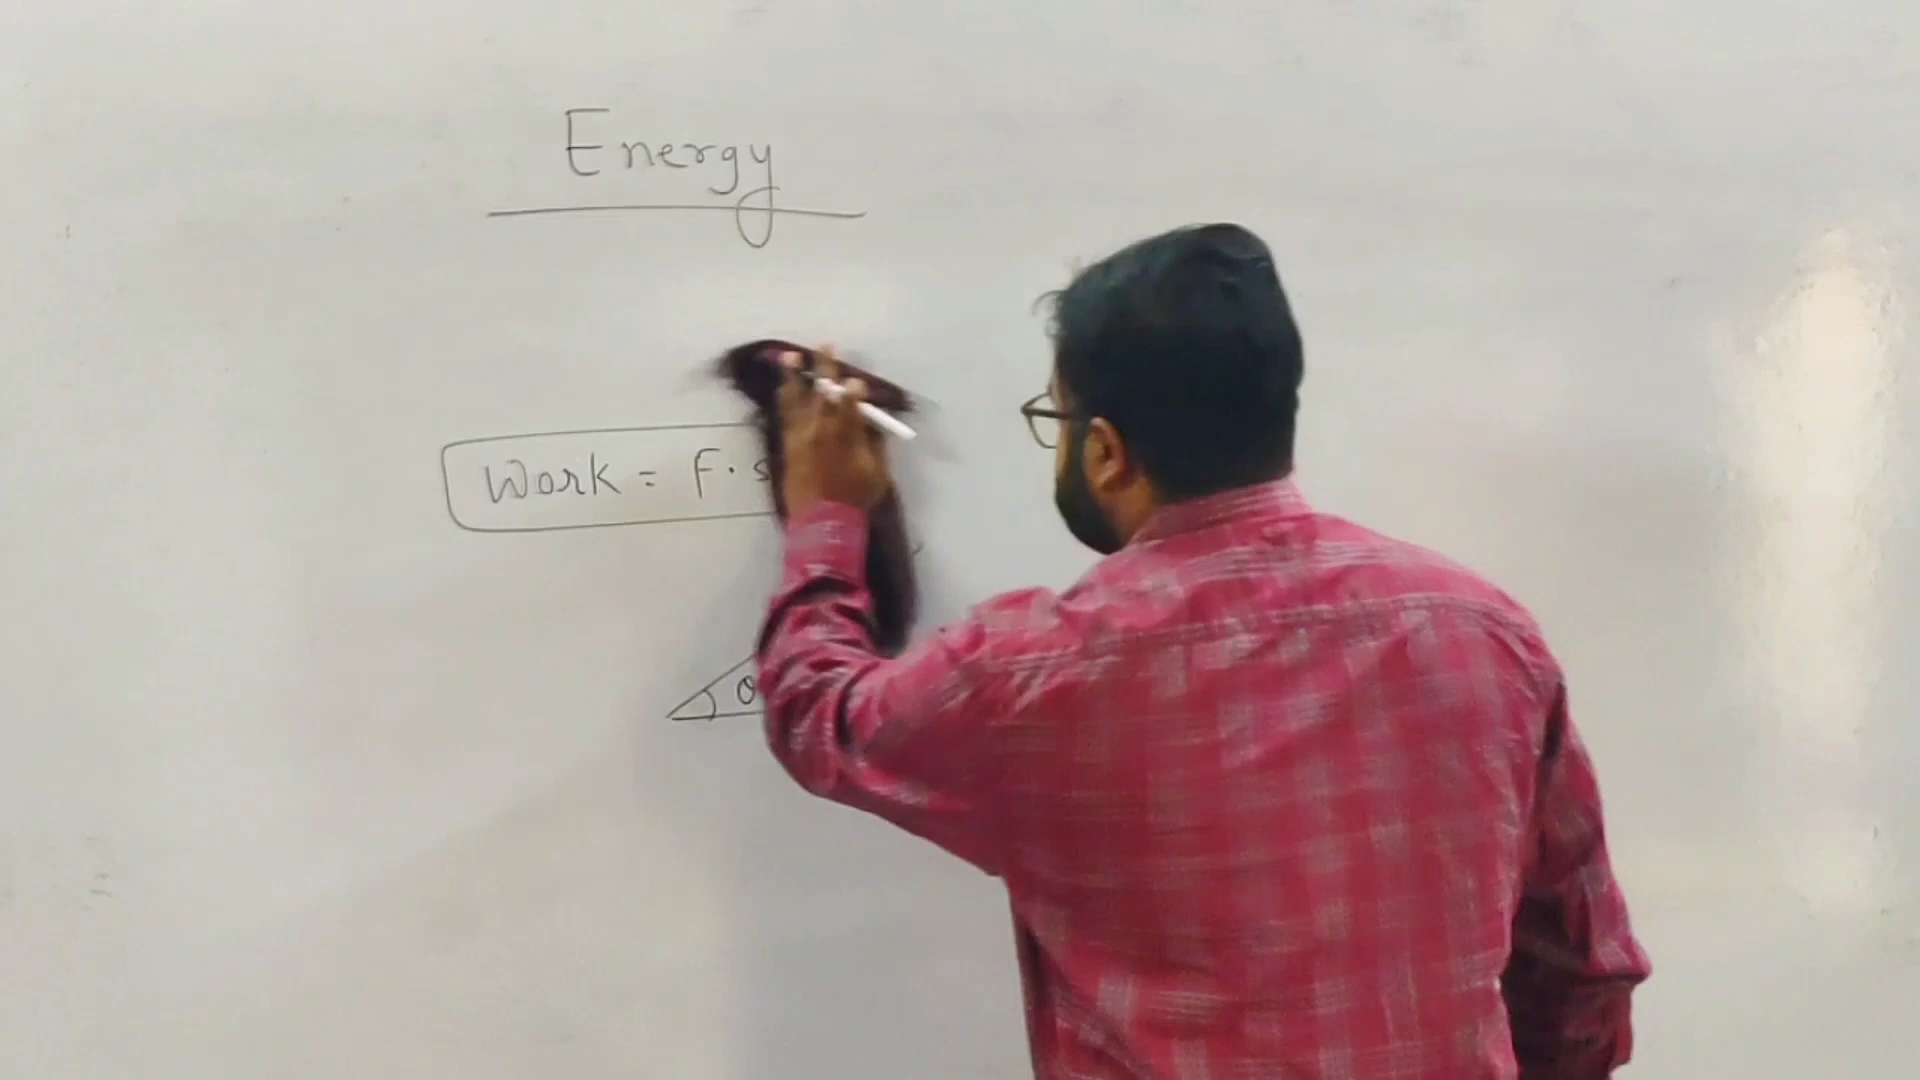 Energy
Work = F.s
θ